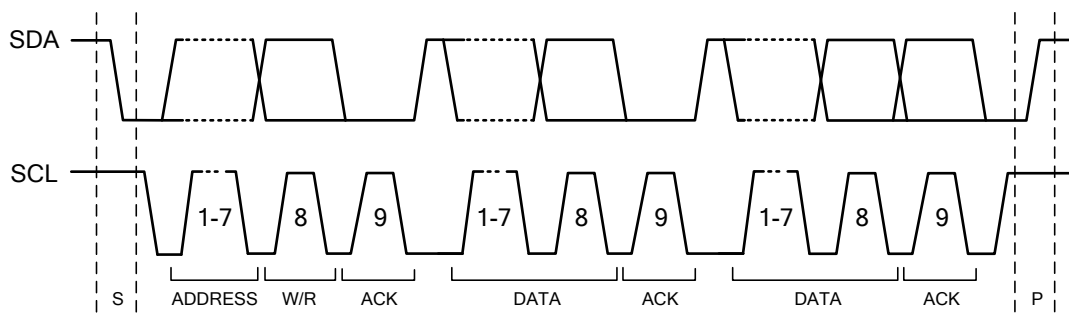 SDA
SCL
1-7 8 9 1-7 8 9 1-7 8 9
S ADDRESS W/R ACK DATA ACK DATA ACK P